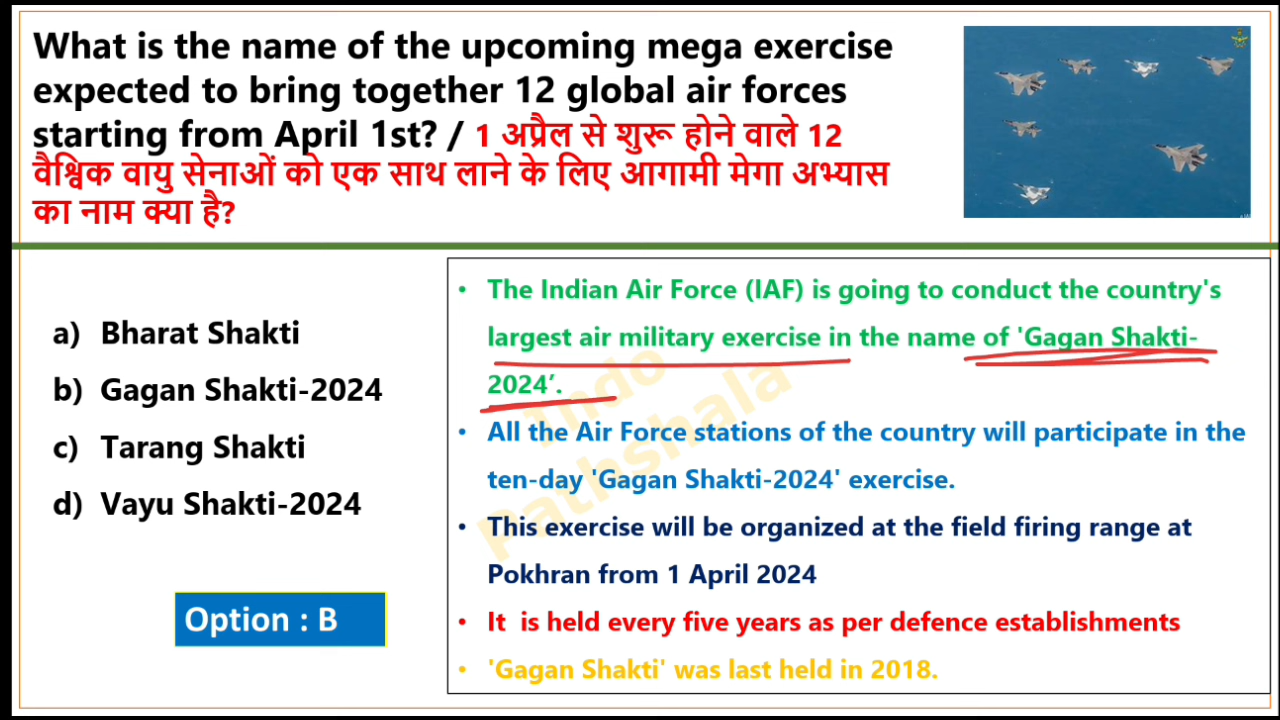 What is the name of the upcoming mega exercise
expected to bring together 12 global air forces
starting from April 1st? / 1 अप्रैल से शुरू होने वाले 12
वैश्विक वायु सेनाओं को एक साथ लाने के लिए आगामी मेगा अभ्यास
का नाम क्या है?
a) Bharat Shakti
b) Gagan Shakti-2024
c) Tarang Shakti
d) Vayu Shakti-2024
Option : B
• The Indian Air Force (IAF) is going to conduct the country's
largest air military exercise in the name of 'Gagan Shakti-
2024’.
• All the Air Force stations of the country will participate in the
ten-day 'Gagan Shakti-2024' exercise.
• This exercise will be organized at the field firing range at
Pokhran from 1 April 2024
• It is held every five years as per defence establishments
• 'Gagan Shakti' was last held in 2018.
Indo
Pathshala